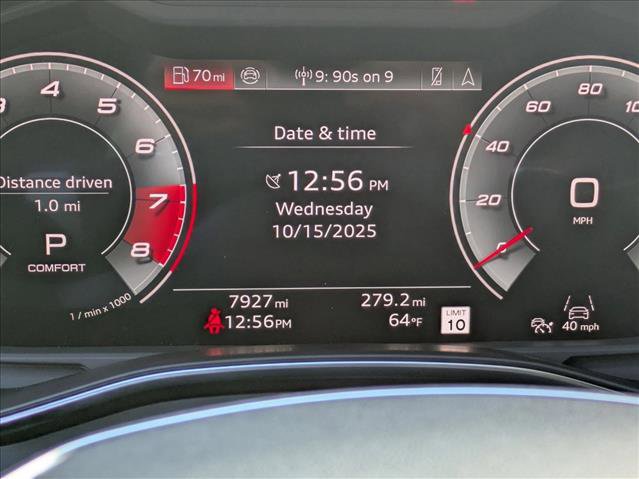 70 mi
9: 90s on 9
Date & time
12:56 PM
Wednesday
10/15/2025
3 4 5 6 7 8
Distance driven
1.0 mi
P
COMFORT
1 / min x 1000
0 20 40 60 80
0
MPH
7927 mi
12:56PM
279.2 mi
64°F
LIMIT
10
40 mph